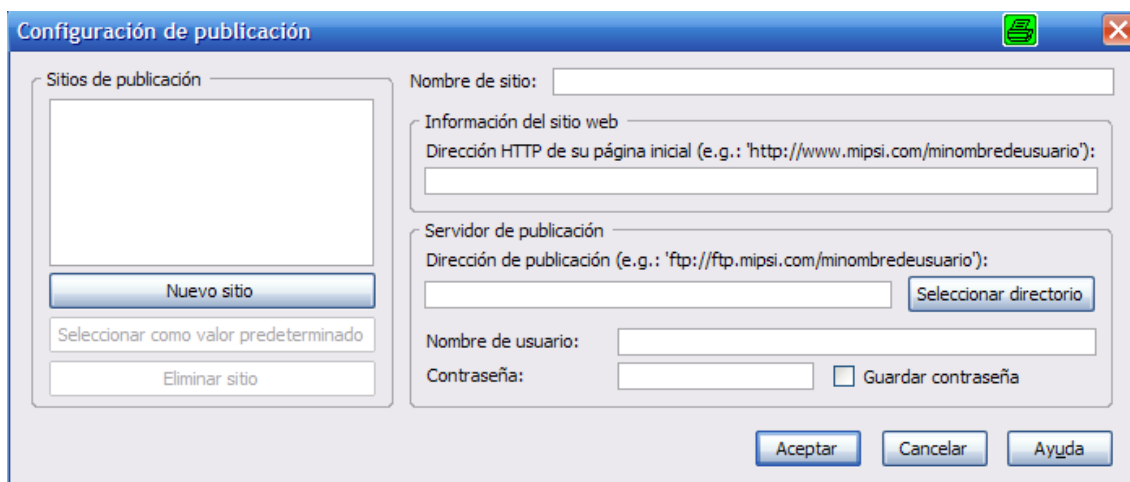 Configuración de publicación
Sitios de publicación
Nuevo sitio
Seleccionar como valor predeterminado
Eliminar sitio
Nombre de sitio:
Información del sitio web
Dirección HTTP de su página inicial (e.g.: 'http://www.mipsi.com/minombredeusuario'):
Servidor de publicación
Dirección de publicación (e.g.: 'ftp://ftp.mipsi.com/minombredeusuario'):
Seleccionar directorio
Nombre de usuario:
Contraseña:
Guardar contraseña
Aceptar
Cancelar
Ayuda